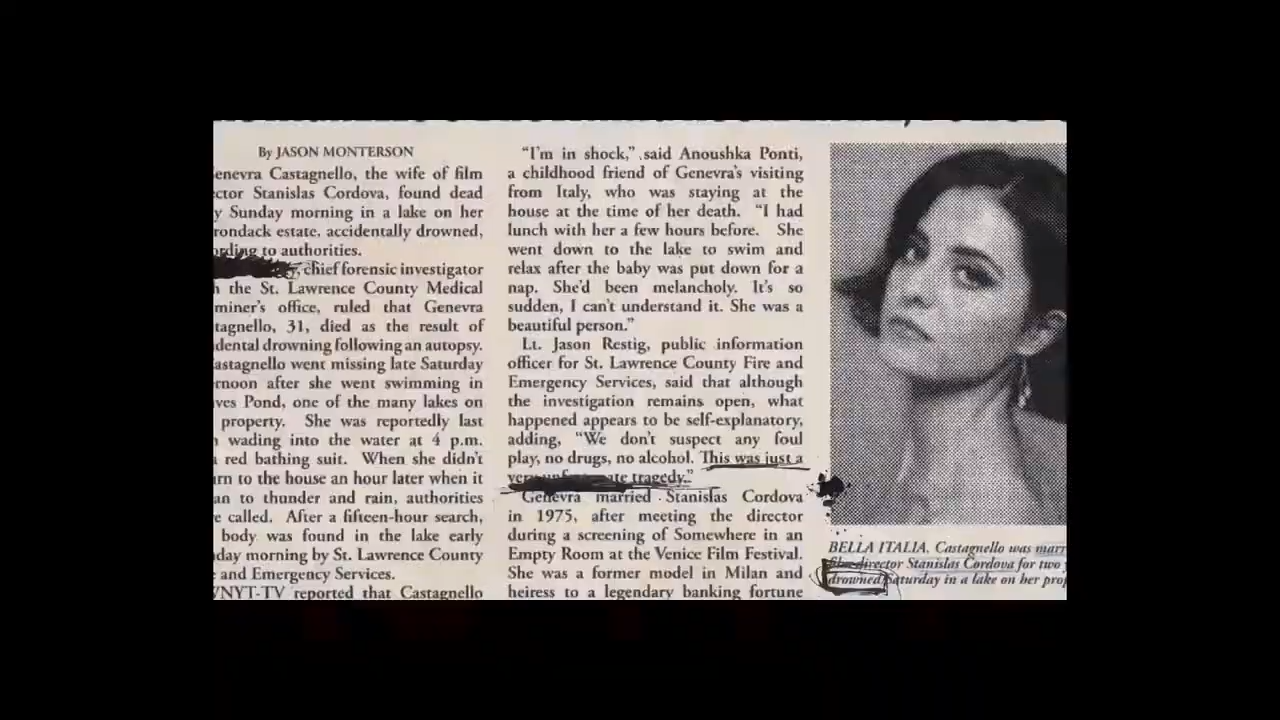 By JASON MONTERSON
enevra Castagnello, the wife of film
ctor Stanislas Cordova, found dead
y Sunday morning in a lake on her
rondack estate, accidentally drowned,
ording to authorities.
chief forensic investigator
the St. Lawrence County Medical
miner's office, ruled that Genevra
tagnello, 31, died as the result of
dental drowning following an autopsy.
astagnello went missing late Saturday
rnoon after she went swimming in
ves Pond, one of the many lakes on
property. She was reportedly last
wading into the water at 4 p.m.
red bathing suit. When she didn't
rn to the house an hour later when it
an to thunder and rain, authorities
e called. After a fifteen-hour search,
body was found in the lake early
day morning by St. Lawrence County
and Emergency Services.
NYT-TV reported that Castagnello
"I'm in shock," said Anoushka Ponti,
a childhood friend of Genevra's visiting
from Italy, who was staying at the
house at the time of her death. "I had
lunch with her a few hours before. She
went down to the lake to swim and
relax after the baby was put down for a
nap. She'd been melancholy. It's so
sudden, I can't understand it. She was a
beautiful person."
Lt. Jason Restig, public information
officer for St. Lawrence County Fire and
Emergency Services, said that although
the investigation remains open, what
happened appears to be self-explanatory,
adding, "We don't suspect any foul
play, no drugs, no alcohol. This was just a
very unfortunate tragedy."
Genevra married Stanislas Cordova
in 1975, after meeting the director
during a screening of Somewhere in an
Empty Room at the Venice Film Festival.
She was a former model in Milan and
heiress to a legendary banking fortune
BELLA ITALIA. Castagnello was marr
film director Stanislas Cordova for two
drowned Saturday in a lake on her prop